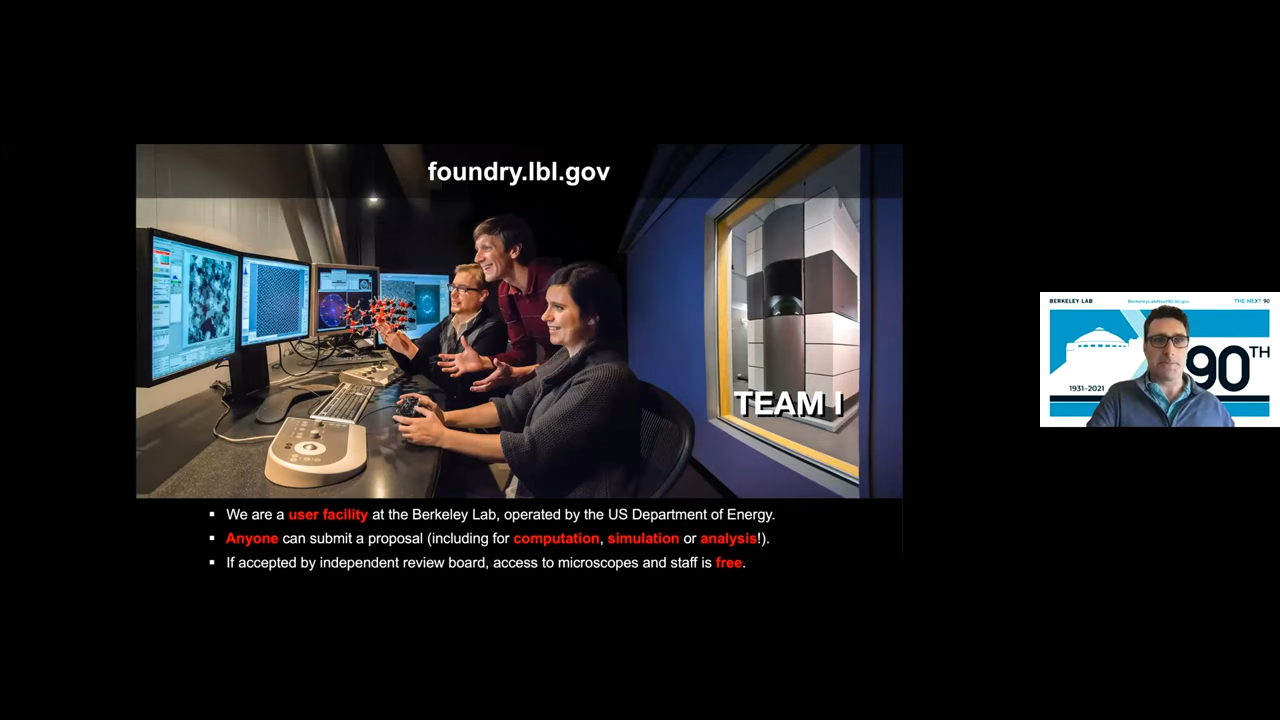 foundry.lbl.gov
TEAM I
▪ We are a user facility at the Berkeley Lab, operated by the US Department of Energy.
▪ Anyone can submit a proposal (including for computation, simulation or analysis!).
▪ If accepted by independent review board, access to microscopes and staff is free.
BERKELEY LAB
THE NEXT 90
90TH
1931–2021